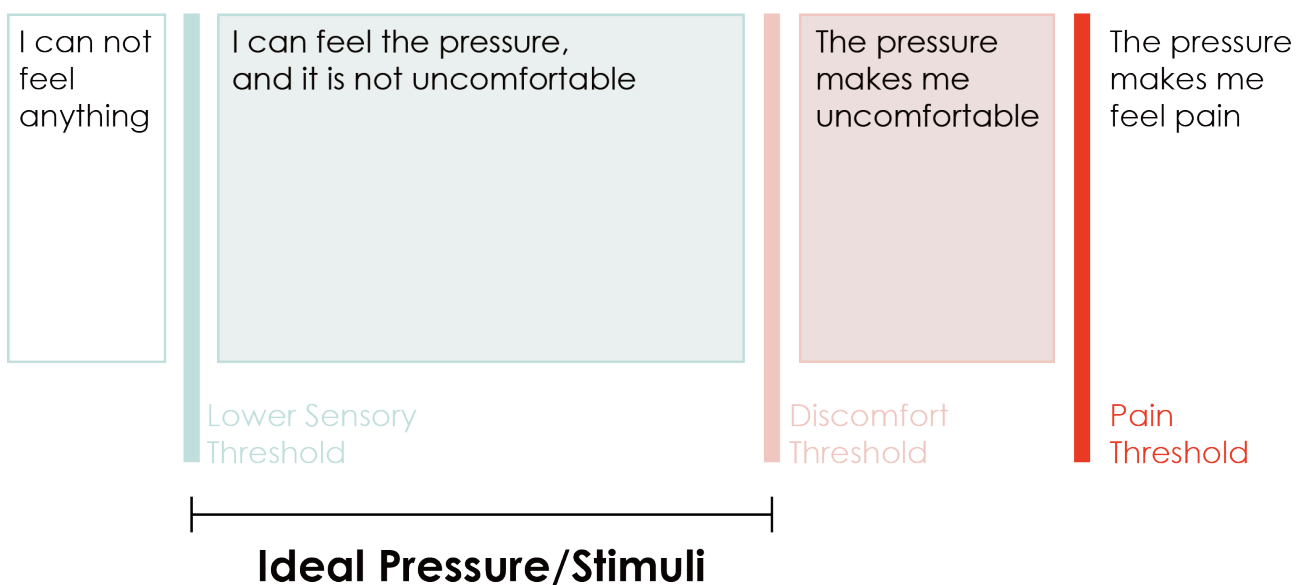 I can not
feel
anything
I can feel the pressure,
and it is not uncomfortable
The pressure
makes me
uncomfortable
The pressure
makes me
feel pain
Lower Sensory
Threshold
Discomfort
Threshold
Pain
Threshold
Ideal Pressure/Stimuli